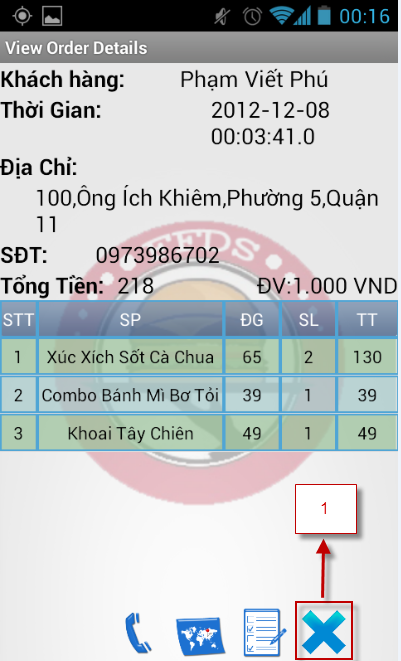 00:16
View Order Details
Khách hàng: Phạm Viết Phú
Thời Gian: 2012-12-08
00:03:41.0
Địa Chỉ:
100,Ông Ích Khiêm,Phường 5,Quận
11
SĐT: 0973986702
Tổng Tiền: 218 ĐV:1.000 VND
STT SP ĐG SL TT
1 Xúc Xích Sốt Cà Chua 65 2 130
2 Combo Bánh Mì Bơ Tỏi 39 1 39
3 Khoai Tây Chiên 49 1 49
1